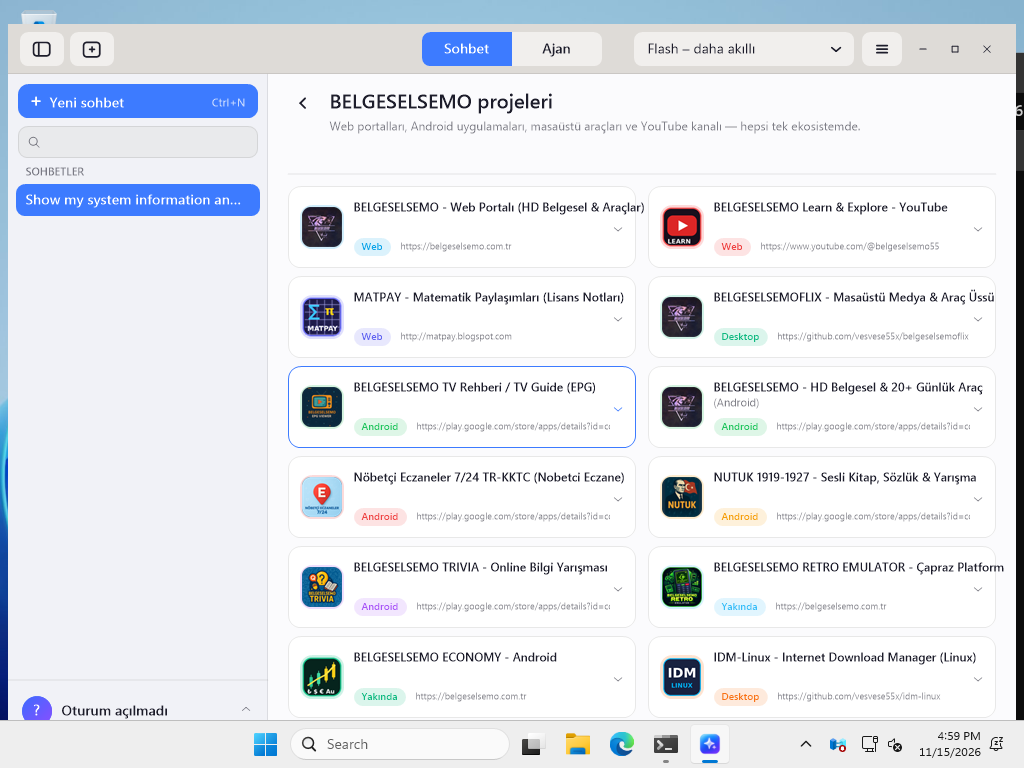 Sohbet
Ajan
Flash – daha akıllı
+ Yeni sohbet
Ctrl+N
SOHBETLER
Show my system information an...
BELGESELSEMO projeleri
Web portalları, Android uygulamaları, masaüstü araçları ve YouTube kanalı — hepsi tek ekosistemde.
BELGESELSEMO - Web Portalı (HD Belgesel & Araçlar)
Web
https://belgeselsemo.com.tr
LEARN
BELGESELSEMO Learn & Explore - YouTube
Web
https://www.youtube.com/@belgeselsemo55
Σ π
MATPAY
MATPAY - Matematik Paylaşımları (Lisans Notları)
Web
http://matpay.blogspot.com
BELGESELSEMOFLIX - Masaüstü Medya & Araç Üssü
Desktop
https://github.com/vesvese55x/belgeselsemoflix
BELGESELSEMO TV Rehberi / TV Guide (EPG)
Android
https://play.google.com/store/apps/details?id=c
BELGESELSEMO - HD Belgesel & 20+ Günlük Araç
(Android)
Android
https://play.google.com/store/apps/details?id=c
E
NÖBETÇİ ECZANELER
7/24
Nöbetçi Eczaneler 7/24 TR-KKTC (Nobetci Eczane)
Android
https://play.google.com/store/apps/details?id=c
NUTUK
NUTUK 1919-1927 - Sesli Kitap, Sözlük & Yarışma
Android
https://play.google.com/store/apps/details?id=c
BELGESELSEMO
TRIVIA
BELGESELSEMO TRIVIA - Online Bilgi Yarışması
Android
https://play.google.com/store/apps/details?id=c
BELGESELSEMO
RETRO
BELGESELSEMO RETRO EMULATOR - Çapraz Platform
Yakında
https://belgeselsemo.com.tr
₺ $ € Au
BELGESELSEMO ECONOMY - Android
Yakında
https://belgeselsemo.com.tr
IDM
LINUX
IDM-Linux - Internet Download Manager (Linux)
Desktop
https://github.com/vesvese55x/idm-linux
? Oturum açılmadı
6
Search
4:59 PM
11/15/2026